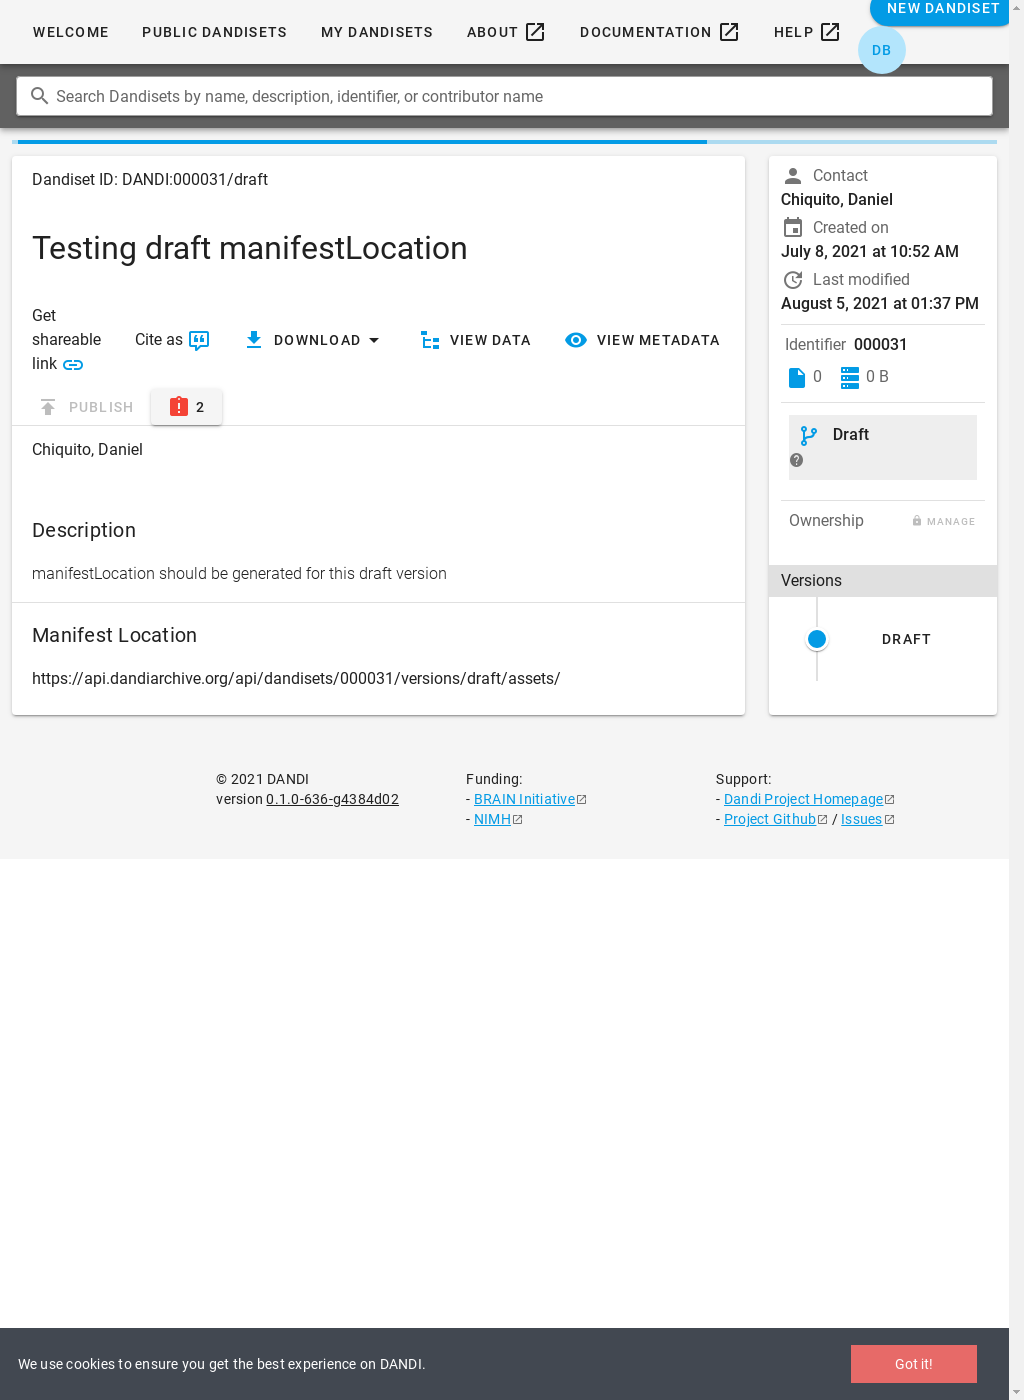 WELCOME PUBLIC DANDISETS MY DANDISETS ABOUT DOCUMENTATION HELP NEW DANDISET
DB
Search Dandisets by name, description, identifier, or contributor name
Dandiset ID: DANDI:000031/draft
Testing draft manifestLocation
Get
shareable
link
Cite as DOWNLOAD VIEW DATA VIEW METADATA
PUBLISH 2
Chiquito, Daniel
Description
manifestLocation should be generated for this draft version
Manifest Location
https://api.dandiarchive.org/api/dandisets/000031/versions/draft/assets/
Contact
Chiquito, Daniel
Created on
July 8, 2021 at 10:52 AM
Last modified
August 5, 2021 at 01:37 PM
Identifier 000031
0 0 B
Draft
Ownership MANAGE
Versions
DRAFT
© 2021 DANDI
version 0.1.0-636-g4384d02
Funding:
- BRAIN Initiative
- NIMH
Support:
- Dandi Project Homepage
- Project Github / Issues
We use cookies to ensure you get the best experience on DANDI.
Got it!